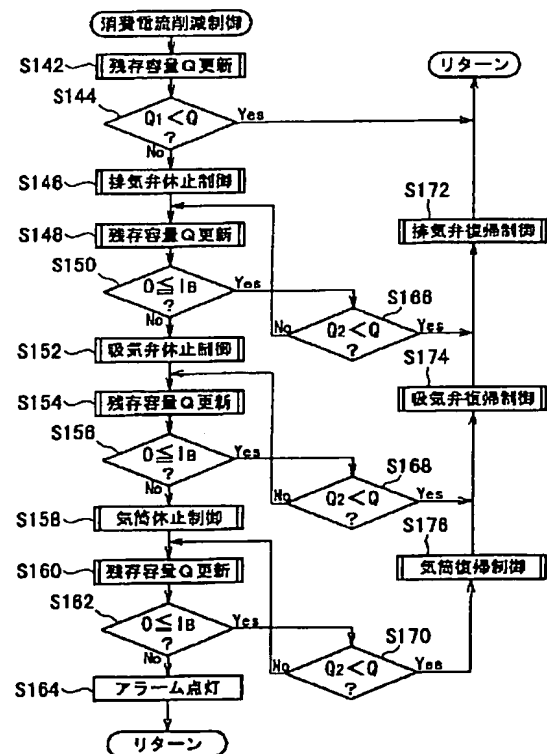 消費電流削減制御
S142
残存容量Q更新
リターン
S144
Q1<Q
?
Yes
No
S146
排気弁休止制御
S172
排気弁復帰制御
S148
残存容量Q更新
S150
0≦IB
?
Yes
No
S166
Q2<Q
?
No
Yes
S152
吸気弁休止制御
S174
吸気弁復帰制御
S154
残存容量Q更新
S156
0≦IB
?
Yes
No
S168
Q2<Q
?
No
Yes
S158
気筒休止制御
S176
気筒復帰制御
S160
残存容量Q更新
S162
0≦IB
?
Yes
No
S170
Q2<Q
?
No
Yes
S164
アラーム点灯
リターン